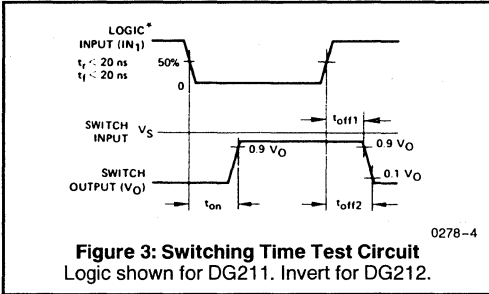 LOGIC*
INPUT (IN1)
tr < 20 ns
tf < 20 ns
50%
0
toff1
SWITCH
INPUT
VS
0.9 VO
0.9 VO
SWITCH
OUTPUT (VO)
0.1 VO
ton
toff2
0278-4
Figure 3: Switching Time Test Circuit
Logic shown for DG211. Invert for DG212.